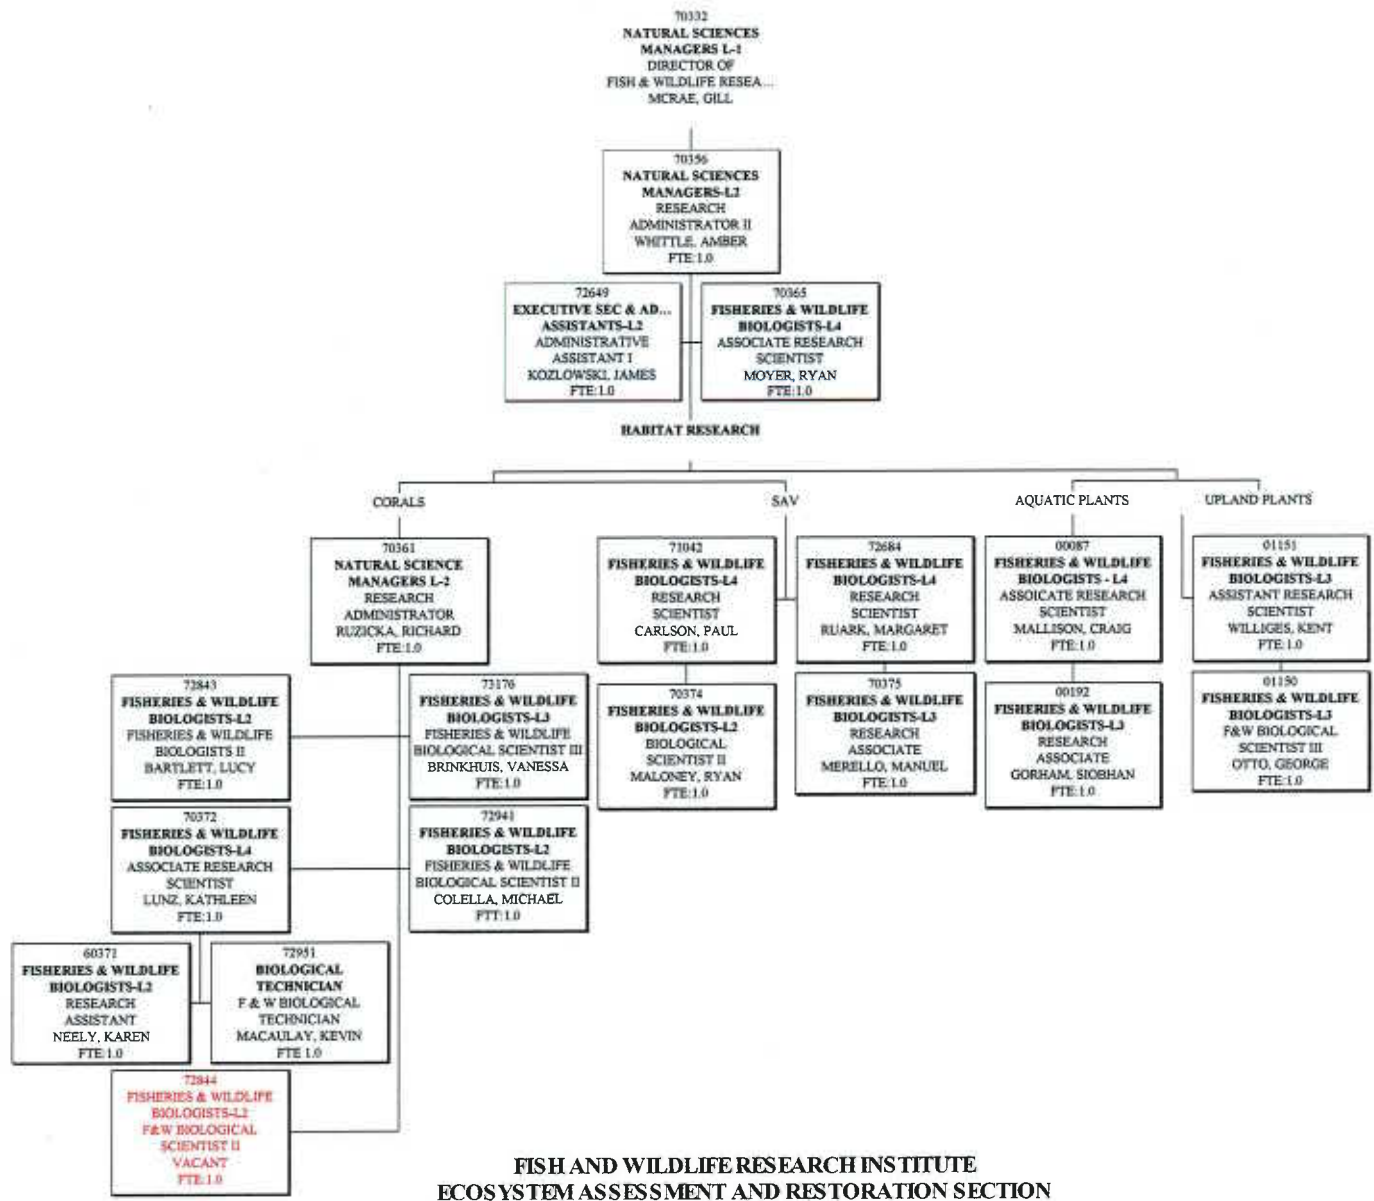 70332
NATURAL SCIENCES
MANAGERS L-1
DIRECTOR OF
FISH & WILDLIFE RESEA...
MCRAE, GILL
70356
NATURAL SCIENCES
MANAGERS-L2
RESEARCH
ADMINISTRATOR II
WHITTLE, AMBER
FTE:1.0
72649
EXECUTIVE SEC & AD...
ASSISTANTS-L2
ADMINISTRATIVE
ASSISTANT I
KOZLOWSKI, JAMES
FTE:1.0
70365
FISHERIES & WILDLIFE
BIOLOGISTS-L4
ASSOCIATE RESEARCH
SCIENTIST
MOYER, RYAN
FTE:1.0
HABITAT RESEARCH
CORALS
SAV
AQUATIC PLANTS
UPLAND PLANTS
70361
NATURAL SCIENCE
MANAGERS L-2
RESEARCH
ADMINISTRATOR
RUZICKA, RICHARD
FTE:1.0
71042
FISHERIES & WILDLIFE
BIOLOGISTS-L4
RESEARCH
SCIENTIST
CARLSON, PAUL
FTE:1.0
72684
FISHERIES & WILDLIFE
BIOLOGISTS-L4
RESEARCH
SCIENTIST
RUARK, MARGARET
FTE:1.0
00087
FISHERIES & WILDLIFE
BIOLOGISTS - L4
ASSOICATE RESEARCH
SCIENTIST
MALLISON, CRAIG
FTE:1.0
01151
FISHERIES & WILDLIFE
BIOLOGISTS-L3
ASSISTANT RESEARCH
SCIENTIST
WILLIGES, KENT
FTE:1.0
72843
FISHERIES & WILDLIFE
BIOLOGISTS-L2
FISHERIES & WILDLIFE
BIOLOGISTS II
BARTLETT, LUCY
FTE:1.0
73176
FISHERIES & WILDLIFE
BIOLOGISTS-L3
FISHERIES & WILDLIFE
BIOLOGICAL SCIENTIST III
BRINKHUIS, VANESSA
FTE:1.0
70374
FISHERIES & WILDLIFE
BIOLOGISTS-L2
BIOLOGICAL
SCIENTIST II
MALONEY, RYAN
FTE:1.0
70375
FISHERIES & WILDLIFE
BIOLOGISTS-L3
RESEARCH
ASSOCIATE
MERELLO, MANUEL
FTE:1.0
00192
FISHERIES & WILDLIFE
BIOLOGISTS-L3
RESEARCH
ASSOCIATE
GORHAM, SIOBHAN
FTE:1.0
01150
FISHERIES & WILDLIFE
BIOLOGISTS-L3
F&W BIOLOGICAL
SCIENTIST III
OTTO, GEORGE
FTE:1.0
70372
FISHERIES & WILDLIFE
BIOLOGISTS-L4
ASSOCIATE RESEARCH
SCIENTIST
LUNZ, KATHLEEN
FTE:1.0
72941
FISHERIES & WILDLIFE
BIOLOGISTS-L2
FISHERIES & WILDLIFE
BIOLOGICAL SCIENTIST II
COLELLA, MICHAEL
FTT:1.0
60371
FISHERIES & WILDLIFE
BIOLOGISTS-L2
RESEARCH
ASSISTANT
NEELY, KAREN
FTE:1.0
72951
BIOLOGICAL
TECHNICIAN
F & W BIOLOGICAL
TECHNICIAN
MACAULAY, KEVIN
FTE 1.0
72844
FISHERIES & WILDLIFE
BIOLOGISTS-L2
F&W BIOLOGICAL
SCIENTIST II
VACANT
FTE:1.0
FISH AND WILDLIFE RESEARCH INSTITUTE
ECOSYSTEM ASSESSMENT AND RESTORATION SECTION